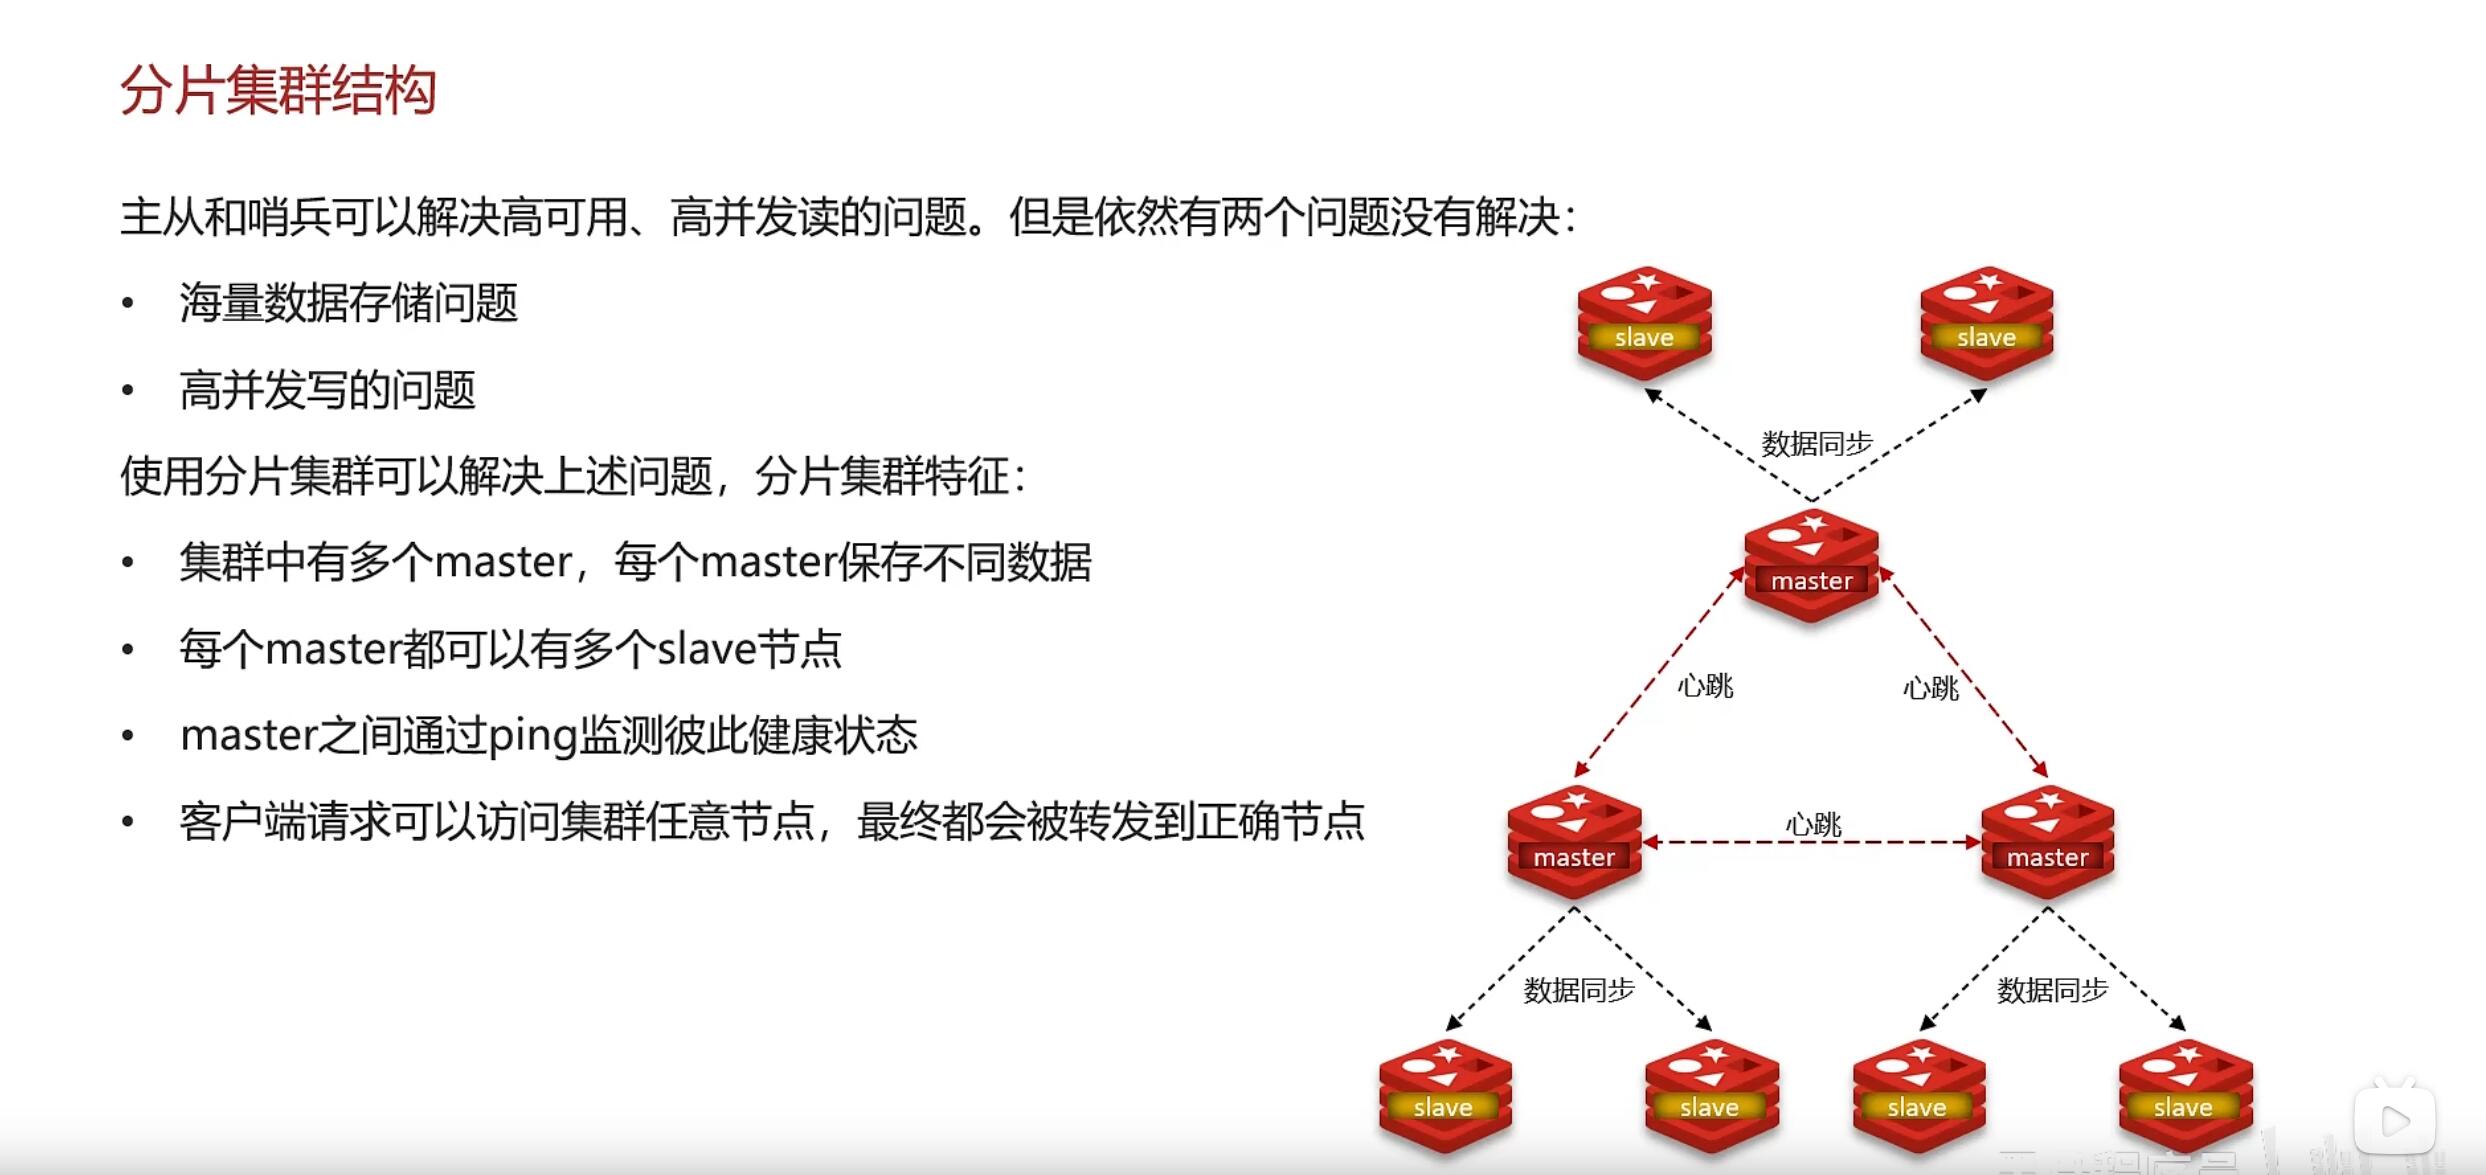 分片集群结构
主从和哨兵可以解决高可用、高并发读的问题。但是依然有两个问题没有解决：
• 海量数据存储问题
• 高并发写的问题
使用分片集群可以解决上述问题，分片集群特征：
• 集群中有多个master，每个master保存不同数据
• 每个master都可以有多个slave节点
• master之间通过ping监测彼此健康状态
• 客户端请求可以访问集群任意节点，最终都会被转发到正确节点
slave
slave
数据同步
master
心跳
心跳
master
心跳
master
数据同步
数据同步
slave
slave
slave
slave